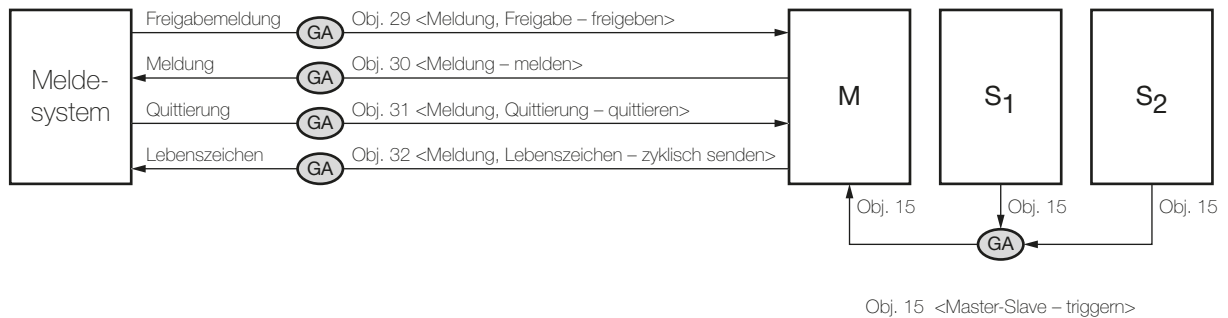 Freigabemeldung GA Obj. 29 <Meldung, Freigabe – freigeben>
Meldung GA Obj. 30 <Meldung – melden>
Melde-
system
M S1 S2
Quittierung GA Obj. 31 <Meldung, Quittierung – quittieren>
Lebenszeichen GA Obj. 32 <Meldung, Lebenszeichen – zyklisch senden>
Obj. 15 Obj. 15 Obj. 15
GA
Obj. 15 <Master-Slave – triggern>